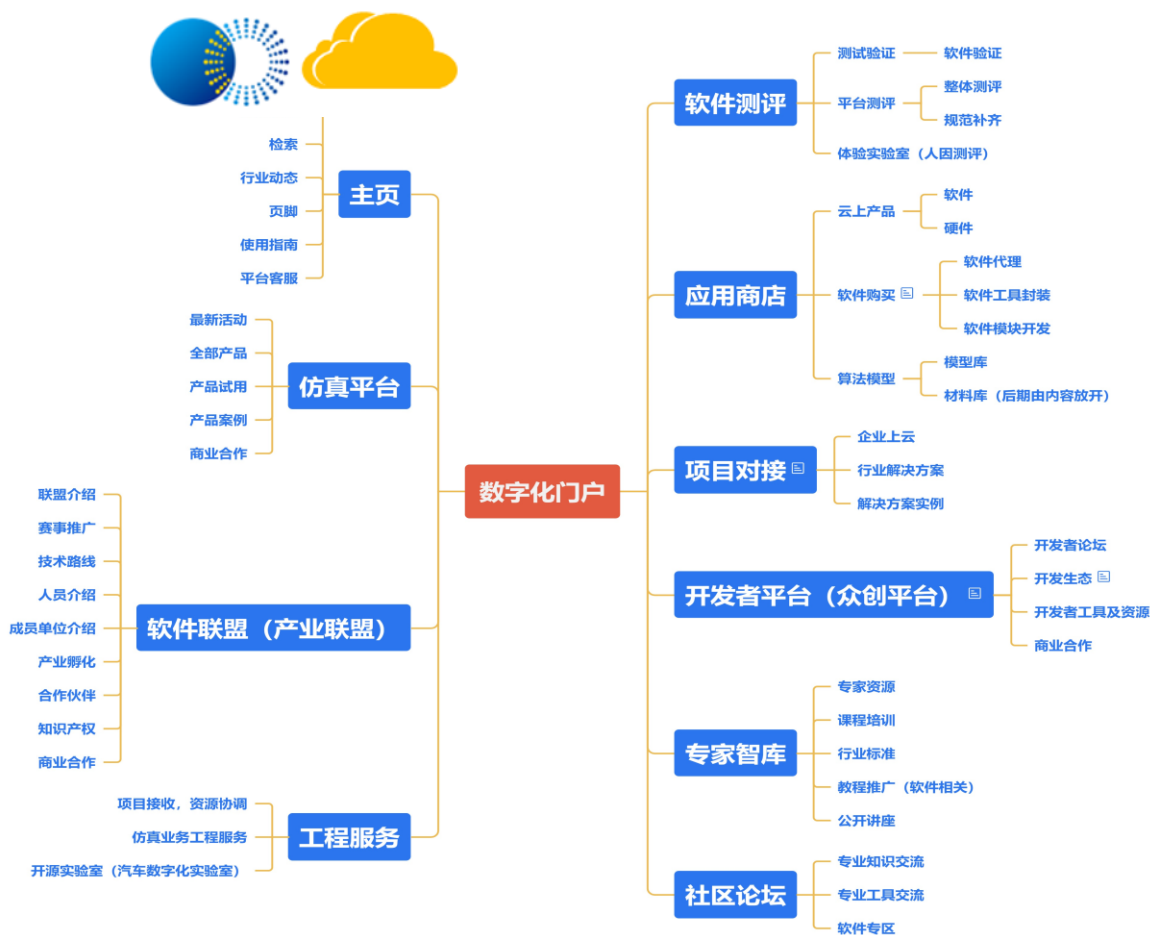 数字化门户
主页
检索
行业动态
页脚
使用指南
平台客服
仿真平台
最新活动
全部产品
产品试用
产品案例
商业合作
软件联盟（产业联盟）
联盟介绍
赛事推广
技术路线
人员介绍
成员单位介绍
产业孵化
合作伙伴
知识产权
商业合作
工程服务
项目接收，资源协调
仿真业务工程服务
开源实验室（汽车数字化实验室）
软件测评
测试验证
软件验证
平台测评
整体测评
规范补齐
体验实验室（人因测评）
应用商店
云上产品
软件
硬件
软件购买
软件代理
软件工具封装
软件模块开发
算法模型
模型库
材料库（后期由内容放开）
项目对接
企业上云
行业解决方案
解决方案实例
开发者平台（众创平台）
开发者论坛
开发生态
开发者工具及资源
商业合作
专家智库
专家资源
课程培训
行业标准
教程推广（软件相关）
公开讲座
社区论坛
专业知识交流
专业工具交流
软件专区